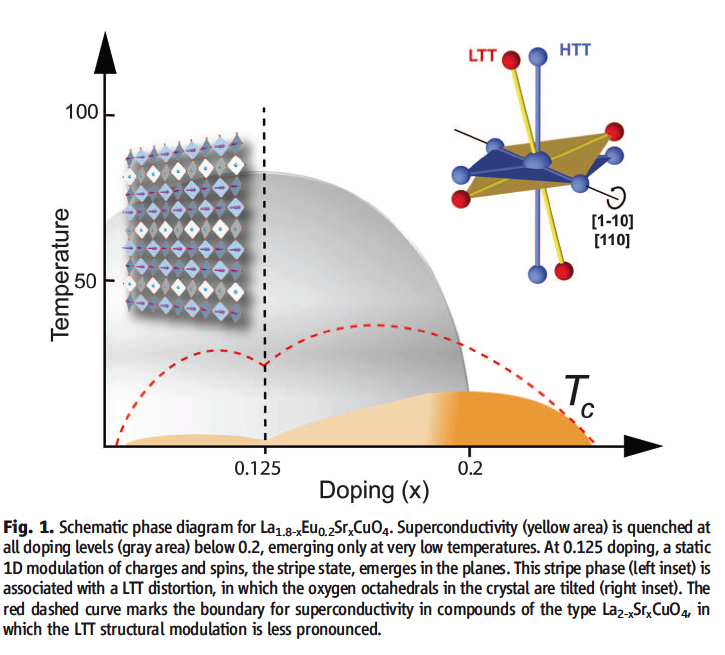 100
LTT
HTT
[1-10]
[110]
Temperature
50
Tc
0.125
0.2
Doping (x)
Fig. 1. Schematic phase diagram for La1.8-xEu0.2SrxCuO4. Superconductivity (yellow area) is quenched at
all doping levels (gray area) below 0.2, emerging only at very low temperatures. At 0.125 doping, a static
1D modulation of charges and spins, the stripe state, emerges in the planes. This stripe phase (left inset) is
associated with a LTT distortion, in which the oxygen octahedrals in the crystal are tilted (right inset). The
red dashed curve marks the boundary for superconductivity in compounds of the type La2-xSrxCuO4, in
which the LTT structural modulation is less pronounced.